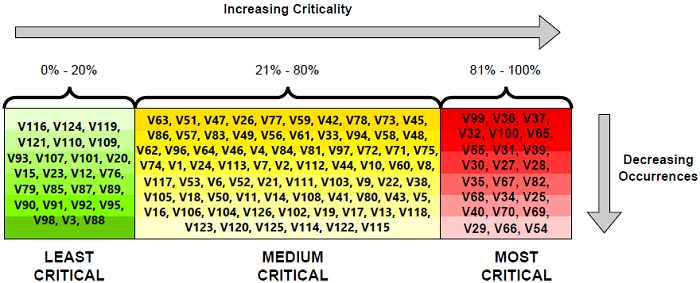 Increasing Criticality
0% - 20%
21% - 80%
81% - 100%
V116, V124, V119,
V121, V110, V109,
V93, V107, V101, V20,
V15, V23, V12, V76,
V79, V85, V87, V89,
V90, V91, V92, V95,
V98, V3, V88
V63, V51, V47, V26, V77, V59, V42, V78, V73, V45,
V86, V57, V83, V49, V56, V61, V33, V94, V58, V48,
V62, V96, V64, V46, V4, V84, V81, V97, V72, V71, V75,
V74, V1, V24, V113, V7, V2, V112, V44, V10, V60, V8,
V117, V53, V6, V52, V21, V111, V103, V9, V22, V38,
V105, V18, V50, V11, V14, V108, V41, V80, V43, V5,
V16, V106, V104, V126, V102, V19, V17, V13, V118,
V123, V120, V125, V114, V122, V115
V99, V36, V37,
V32, V100, V65,
V55, V31, V39,
V30, V27, V28,
V35, V67, V82,
V68, V34, V25,
V40, V70, V69,
V29, V66, V54
Decreasing
Occurrences
LEAST
CRITICAL
MEDIUM
CRITICAL
MOST
CRITICAL